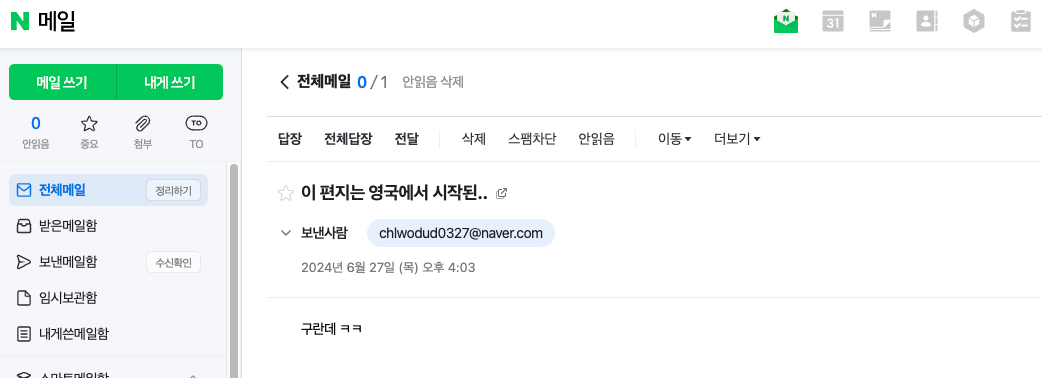 N 메일
31
N
메일 쓰기 내게 쓰기
0 TO
안읽음 중요 첨부 TO
전체메일 정리하기
받은메일함
보낸메일함 수신확인
임시보관함
내게쓴메일함
스마트메일함
전체메일 0 / 1 안읽음 삭제
답장 전체답장 전달 삭제 스팸차단 안읽음 이동 더보기
이 편지는 영국에서 시작된..
보낸사람 chlwodud0327@naver.com
2024년 6월 27일 (목) 오후 4:03
구란데 ㅋㅋ